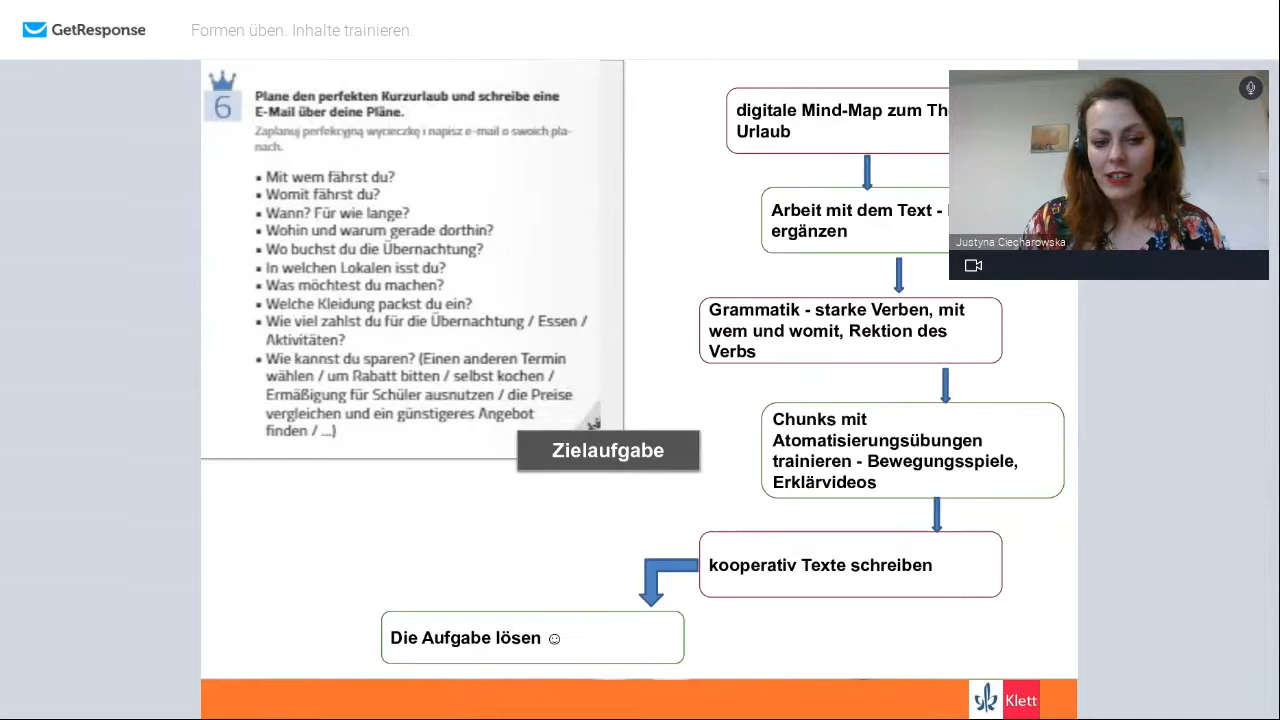 GetResponse
Formen üben. Inhalte trainieren.
6
Plane den perfekten Kurzurlaub und schreibe eine
E-Mail über deine Pläne.
Zaplanuj perfekcyjną wycieczkę i napisz e-mail o swoich pla-
nach.
▪ Mit wem fährst du?
▪ Womit fährst du?
▪ Wann? Für wie lange?
▪ Wohin und warum gerade dorthin?
▪ Wo buchst du die Übernachtung?
▪ In welchen Lokalen isst du?
▪ Was möchtest du machen?
▪ Welche Kleidung packst du ein?
▪ Wie viel zahlst du für die Übernachtung / Essen /
Aktivitäten?
▪ Wie kannst du sparen? (Einen anderen Termin
wählen / um Rabatt bitten / selbst kochen /
Ermäßigung für Schüler ausnutzen / die Preise
vergleichen und ein günstigeres Angebot
finden / ...)
Zielaufgabe
digitale Mind-Map zum Th
Urlaub
Arbeit mit dem Text -
ergänzen
Grammatik - starke Verben, mit
wem und womit, Rektion des
Verbs
Chunks mit
Atomatisierungsübungen
trainieren - Bewegungsspiele,
Erklärvideos
kooperativ Texte schreiben
Die Aufgabe lösen ☺
Justyna Ciecharowska
Klett